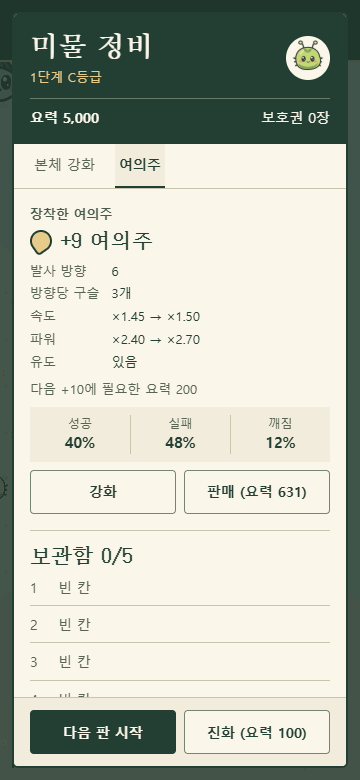 미물 정비
1단계 C등급
요력 5,000 보호권 0장
본체 강화 여의주
장착한 여의주
+9 여의주
발사 방향 6
방향당 구슬 3개
속도 ×1.45 → ×1.50
파워 ×2.40 → ×2.70
유도 있음
다음 +10에 필요한 요력 200
성공 실패 깨짐
40% 48% 12%
강화 판매 (요력 631)
보관함 0/5
1 빈 칸
2 빈 칸
3 빈 칸
다음 판 시작 진화 (요력 100)